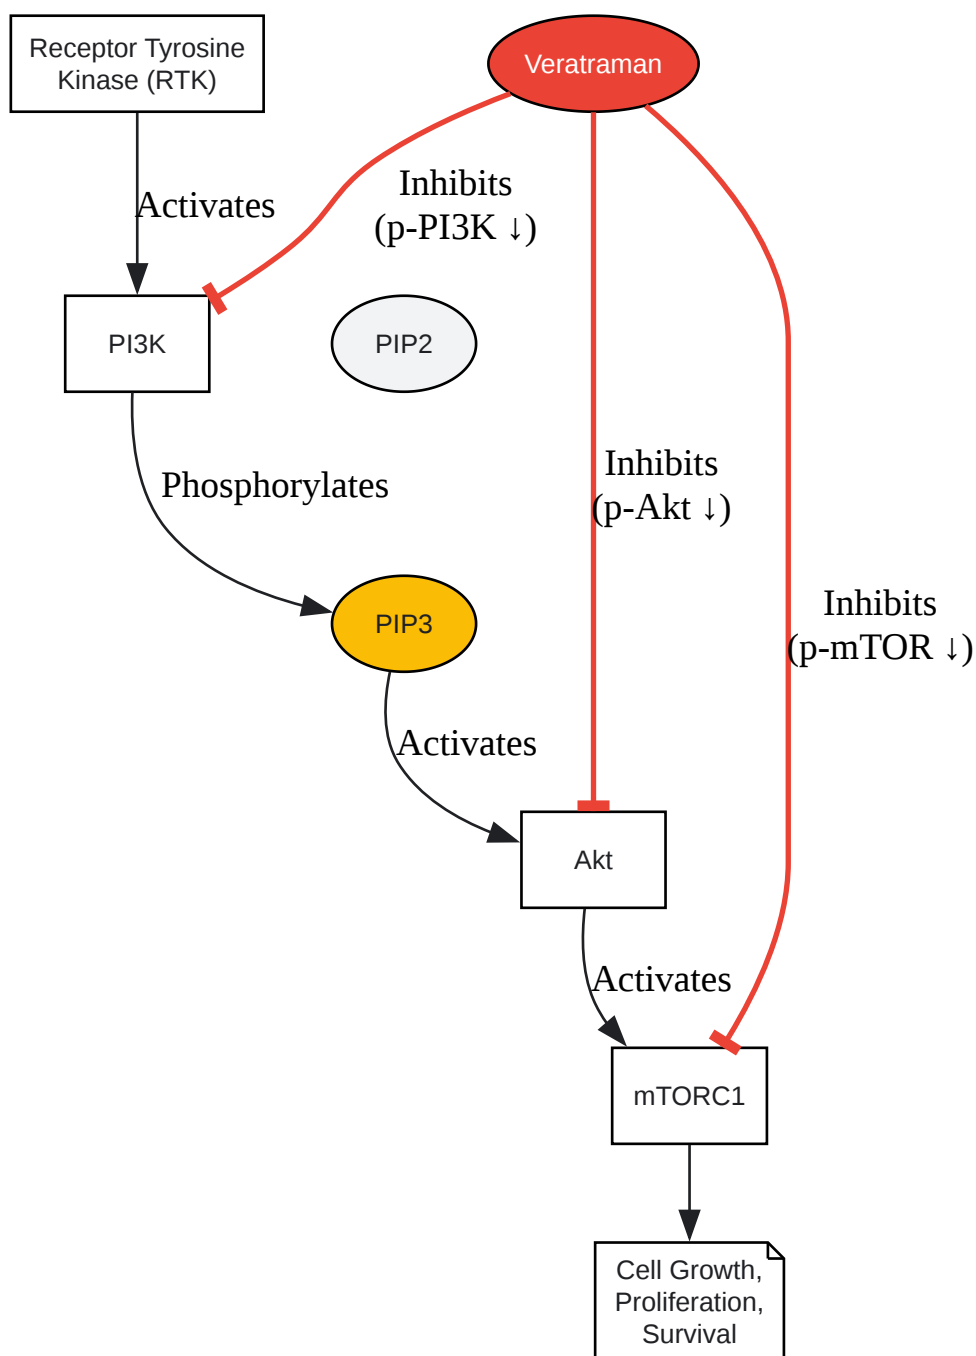 Receptor Tyrosine
Kinase (RTK)
Veratraman
Activates
Inhibits
(p-PI3K ↓)
PI3K
PIP2
Phosphorylates
Inhibits
(p-Akt ↓)
PIP3
Inhibits
(p-mTOR ↓)
Activates
Akt
Activates
mTORC1
Cell Growth,
Proliferation,
Survival